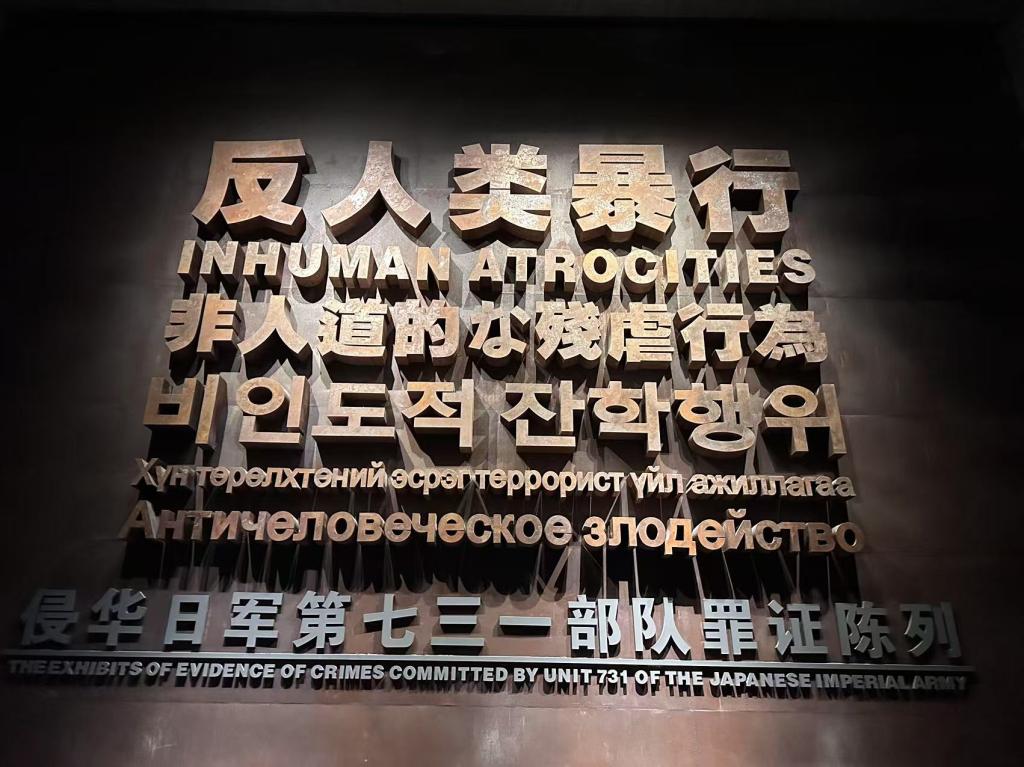 反人类暴行
INHUMAN ATROCITIES
非人道的な殘虐行為
비인도적 잔학행위
Хүн төрөлхтөний эсрэг террорист үйл ажиллагаа
Античеловеческое злодейство
侵华日军第七三一部队罪证陈列
THE EXHIBITS OF EVIDENCE OF CRIMES COMMITTED BY UNIT 731 OF THE JAPANESE IMPERIAL ARMY